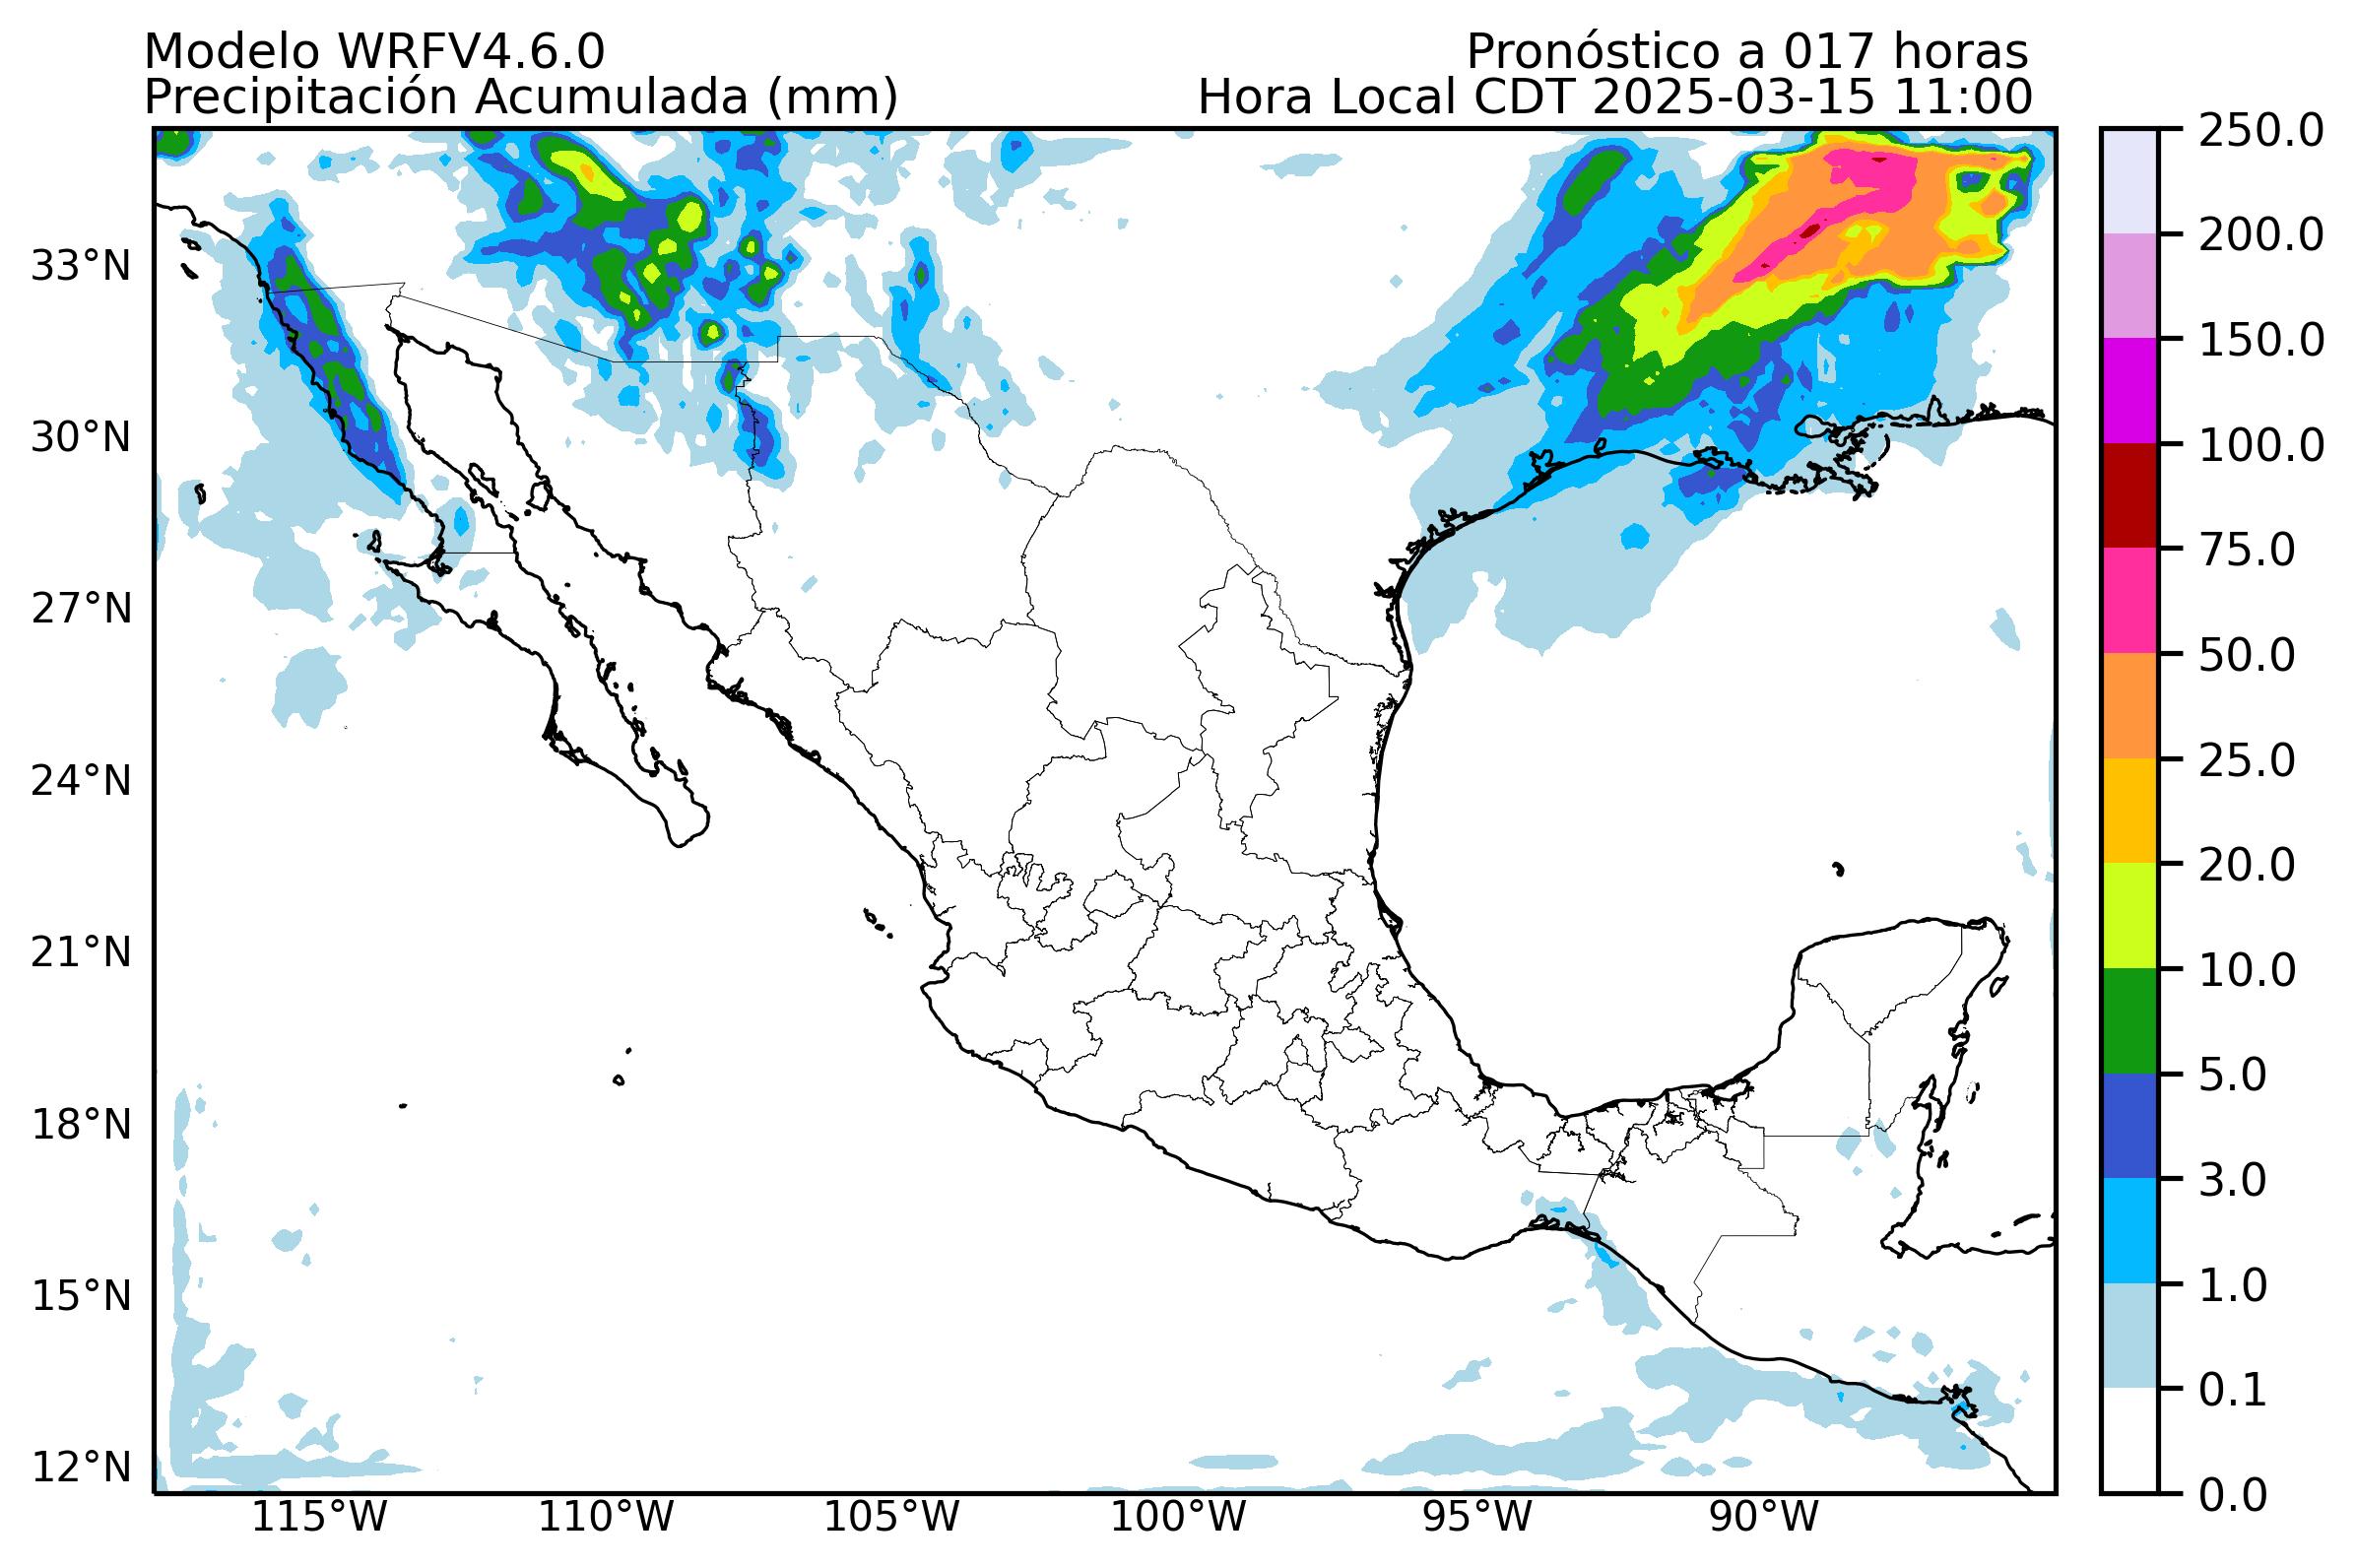 Modelo WRFV4.6.0
Pronóstico a 017 horas
Precipitación Acumulada (mm)
Hora Local CDT 2025-03-15 11:00
33°N
30°N
27°N
24°N
21°N
18°N
15°N
12°N
115°W
110°W
105°W
100°W
95°W
90°W
250.0
200.0
150.0
100.0
75.0
50.0
25.0
20.0
10.0
5.0
3.0
1.0
0.1
0.0